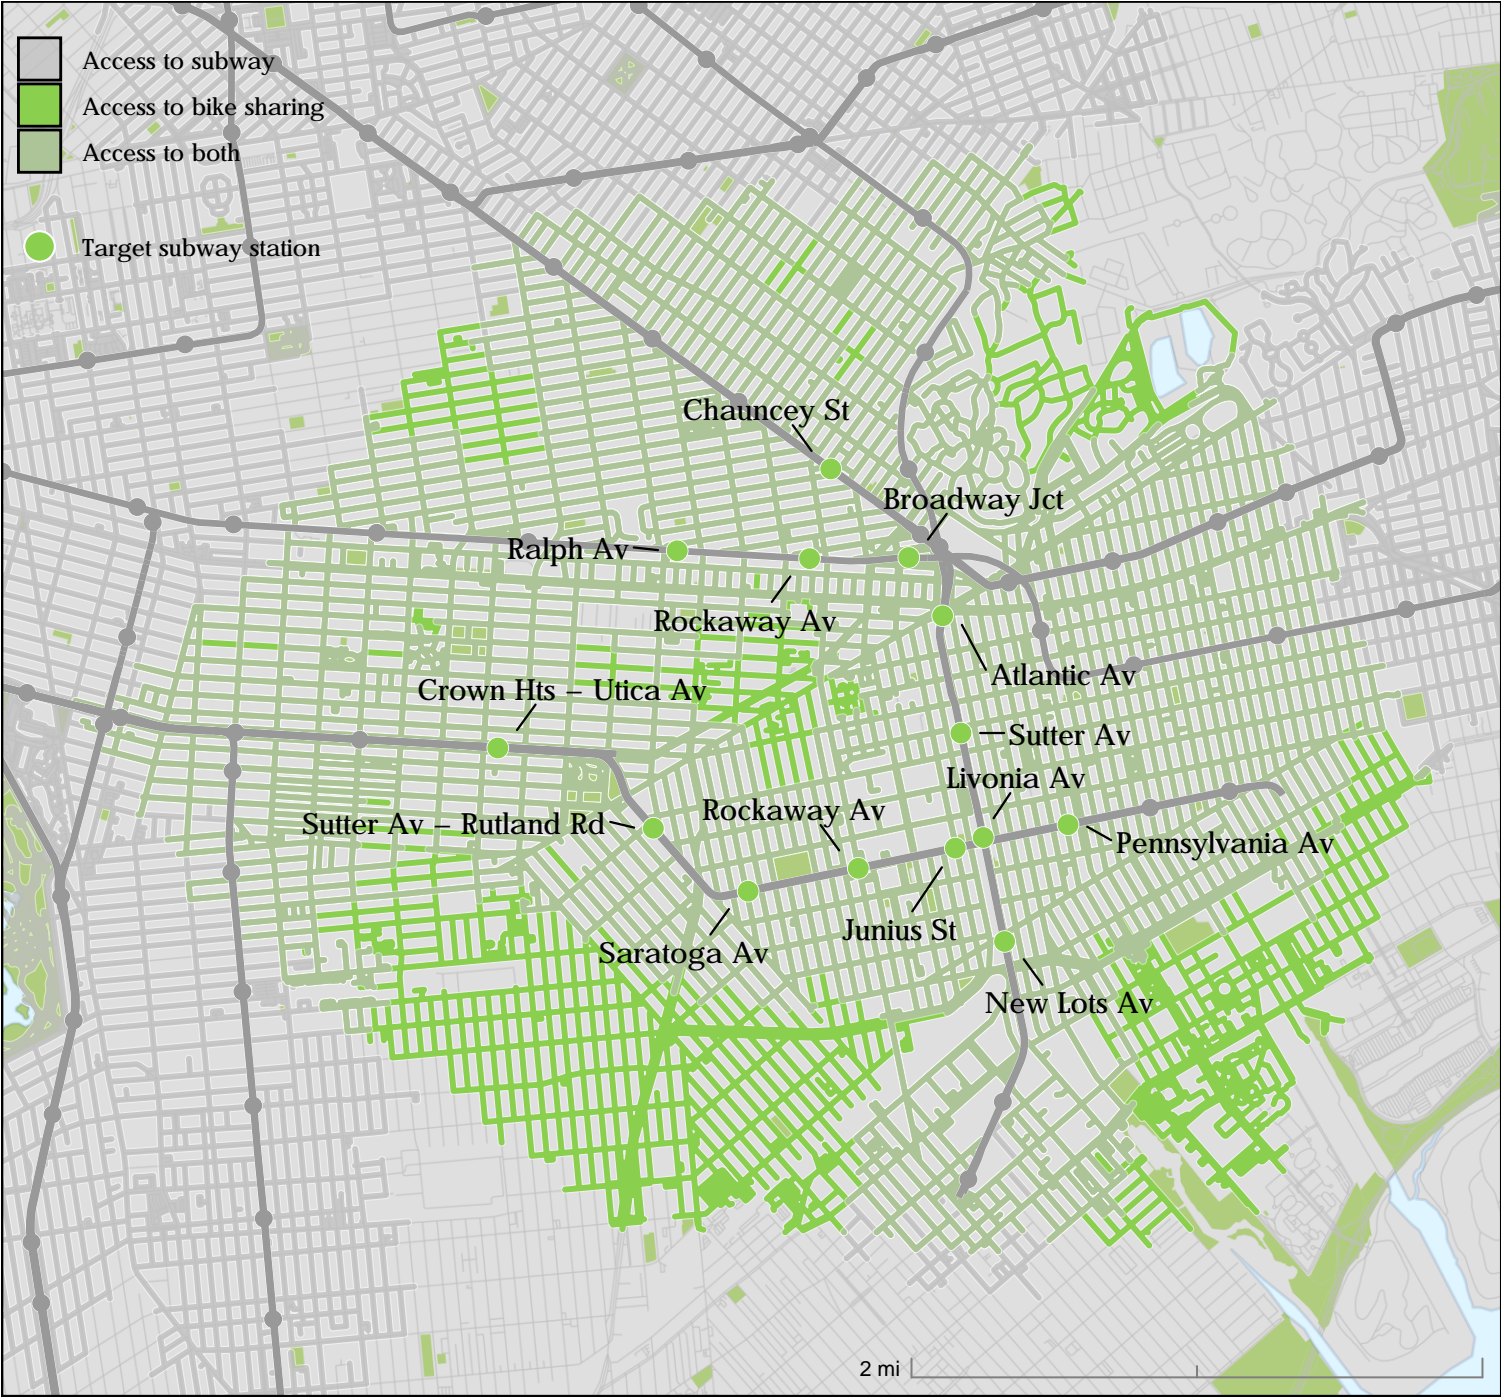 Access to subway
Access to bike sharing
Access to both
Target subway station
Chauncey St
Broadway Jct
Ralph Av
Rockaway Av
Atlantic Av
Crown Hts – Utica Av
Sutter Av
Livonia Av
Rockaway Av
Sutter Av – Rutland Rd
Pennsylvania Av
Junius St
Saratoga Av
New Lots Av
2 mi